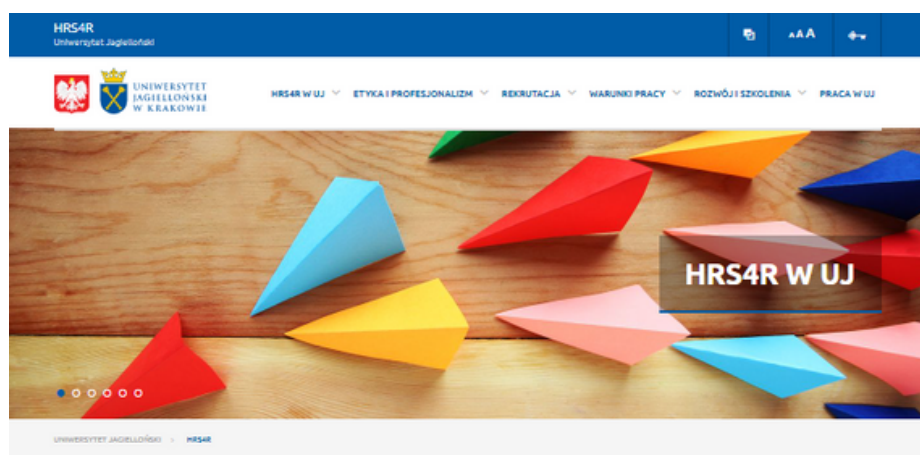 HRS4R
Uniwersytet Jagielloński
A A A
UNIWERSYTET
JAGIELLOŃSKI
W KRAKOWIE
HRS4R W UJ
ETYKA I PROFESJONALIZM
REKRUTACJA
WARUNKI PRACY
ROZWÓJ I SZKOLENIA
PRACA W UJ
HRS4R W UJ
UNIWERSYTET JAGIELLOŃSKI > HRS4R